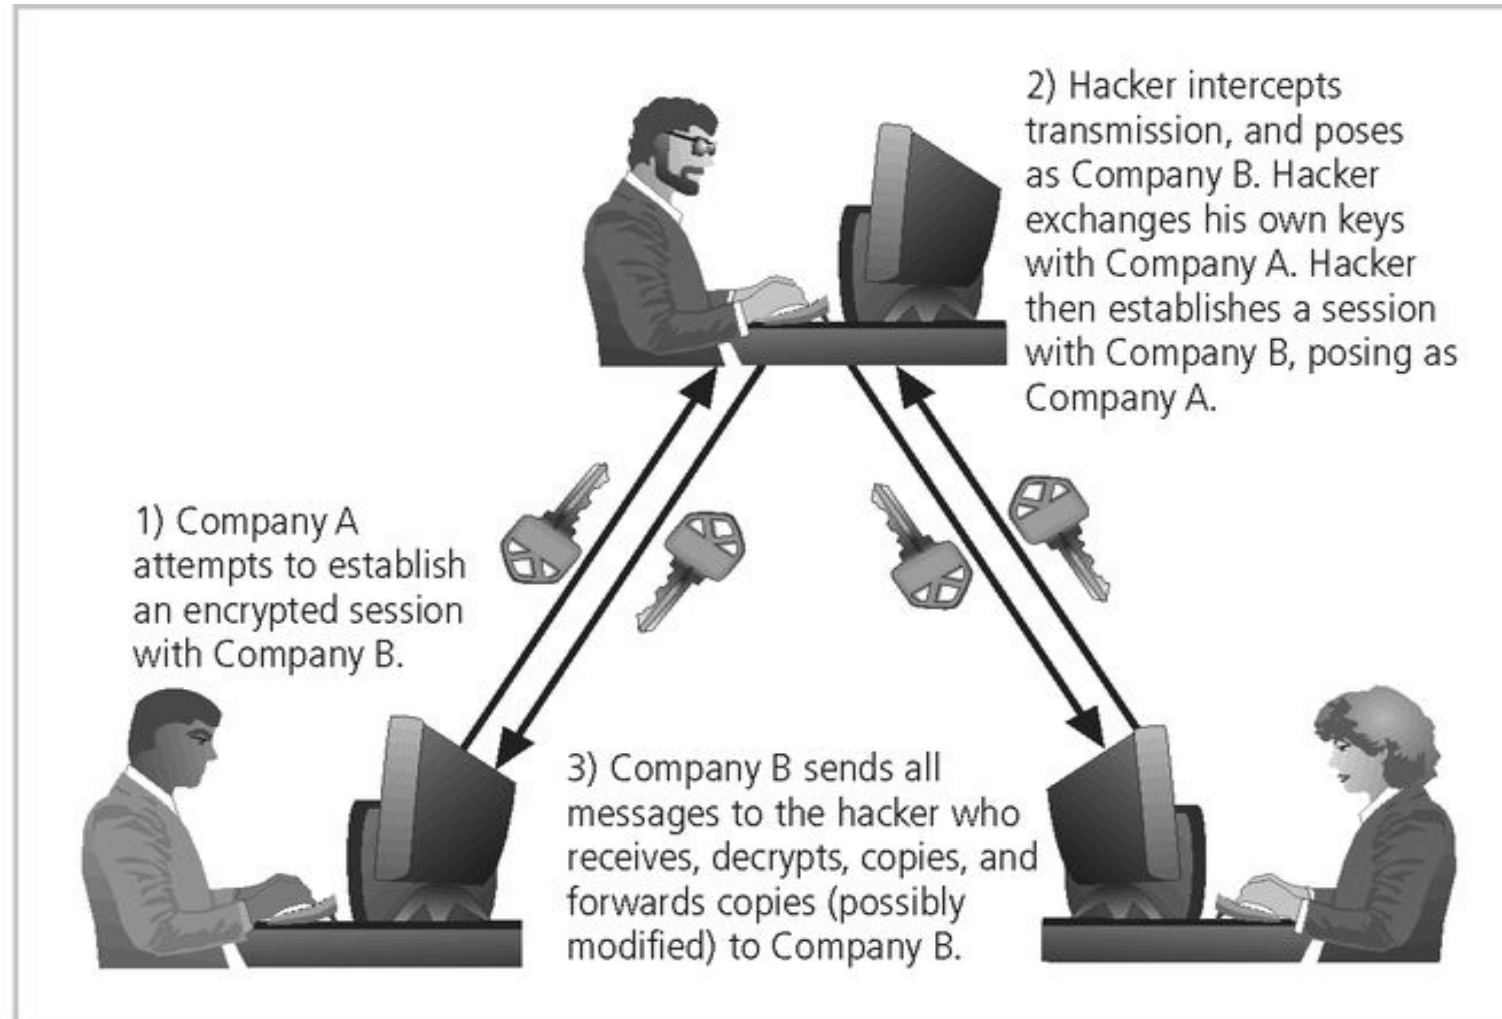 1) Company A
attempts to establish
an encrypted session
with Company B.
2) Hacker intercepts
transmission, and poses
as Company B. Hacker
exchanges his own keys
with Company A. Hacker
then establishes a session
with Company B, posing as
Company A.
3) Company B sends all
messages to the hacker who
receives, decrypts, copies, and
forwards copies (possibly
modified) to Company B.